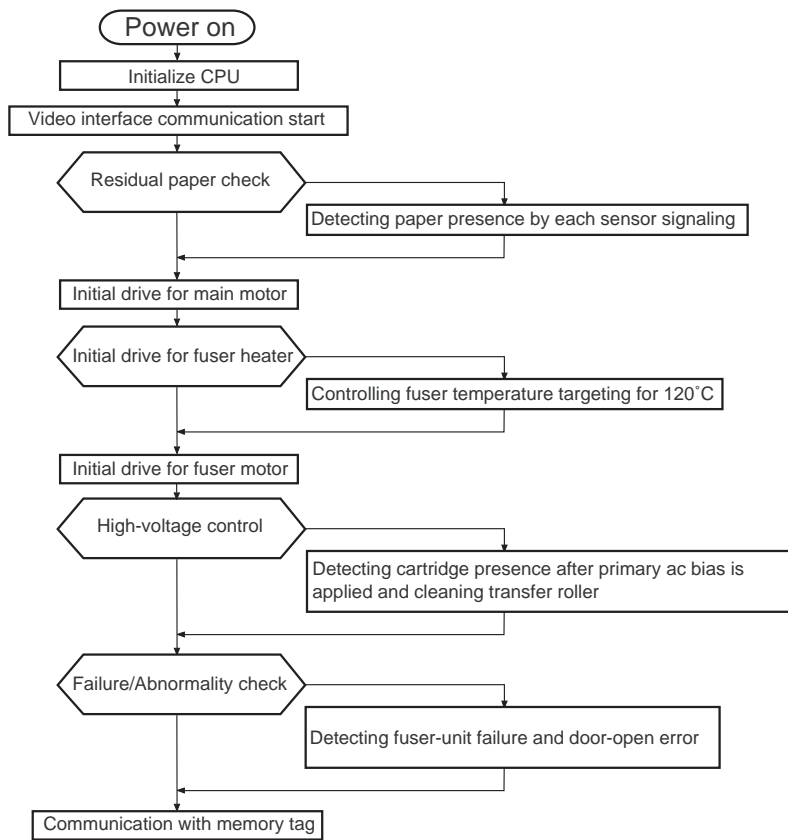 Power on
Initialize CPU
Video interface communication start
Residual paper check
Detecting paper presence by each sensor signaling
Initial drive for main motor
Initial drive for fuser heater
Controlling fuser temperature targeting for 120˚C
Initial drive for fuser motor
High-voltage control
Detecting cartridge presence after primary ac bias is
applied and cleaning transfer roller
Failure/Abnormality check
Detecting fuser-unit failure and door-open error
Communication with memory tag